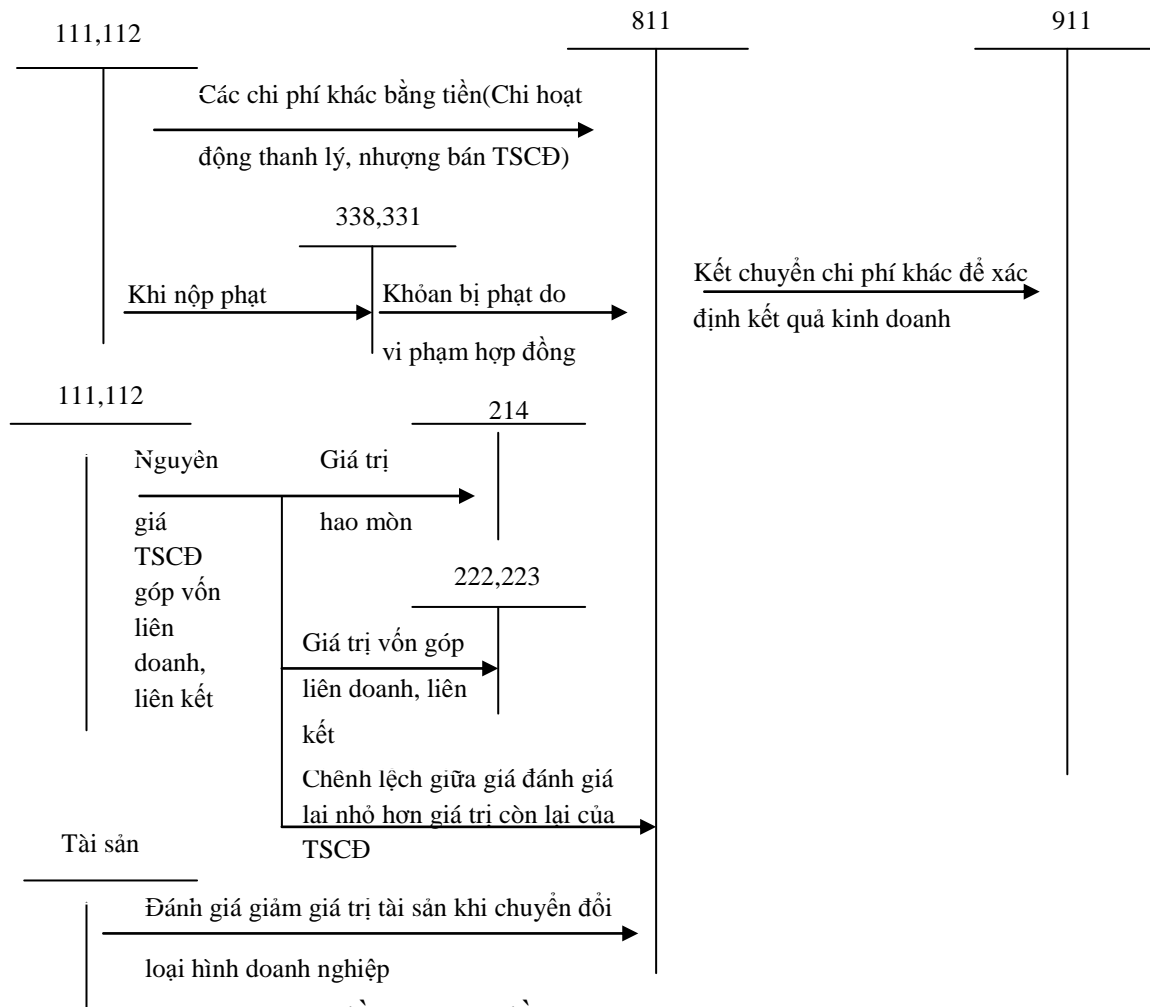 111,112
811
911
Các chi phí khác bằng tiền(Chi hoạt
động thanh lý, nhượng bán TSCĐ)
338,331
Khi nộp phạt
Khỏan bị phạt do
vi phạm hợp đồng
Kết chuyển chi phí khác để xác
định kết quả kinh doanh
111,112
214
Nguyên
giá
TSCĐ
góp vốn
liên
doanh,
liên kết
Giá trị
hao mòn
222,223
Giá trị vốn góp
liên doanh, liên
kết
Chênh lệch giữa giá đánh giá
lại nhỏ hơn giá trị còn lại của
TSCĐ
Tài sản
Đánh giá giảm giá trị tài sản khi chuyển đổi
loại hình doanh nghiệp